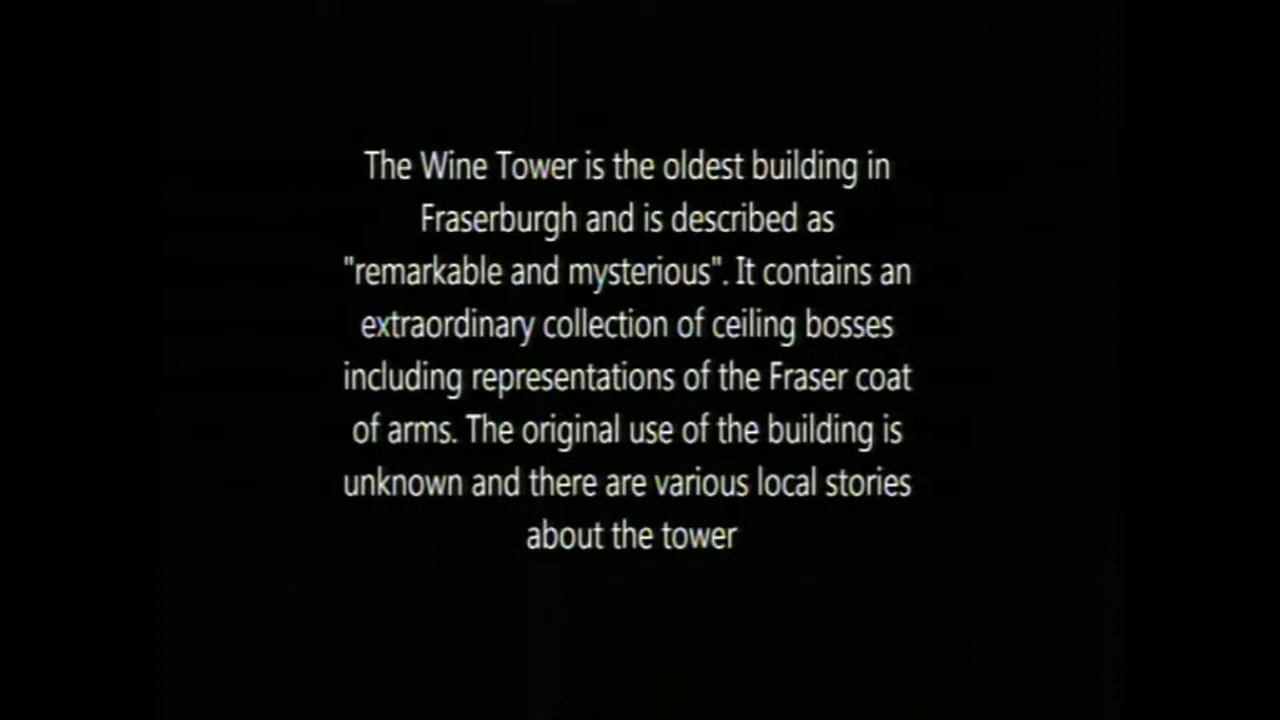 The Wine Tower is the oldest building in
Fraserburgh and is described as
"remarkable and mysterious". It contains an
extraordinary collection of ceiling bosses
including representations of the Fraser coat
of arms. The original use of the building is
unknown and there are various local stories
about the tower